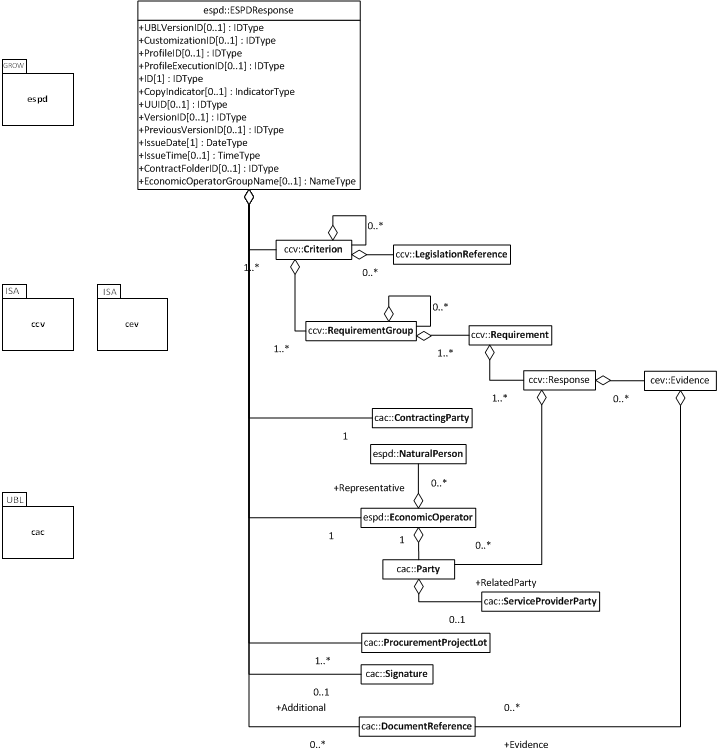 espd::ESPDResponse
+UBLVersionID[0..1] : IDType
+CustomizationID[0..1] : IDType
+ProfileID[0..1] : IDType
+ProfileExecutionID[0..1] : IDType
+ID[1] : IDType
+CopyIndicator[0..1] : IndicatorType
+UUID[0..1] : IDType
+VersionID[0..1] : IDType
+PreviousVersionID[0..1] : IDType
+IssueDate[1] : DateType
+IssueTime[0..1] : TimeType
+ContractFolderID[0..1] : IDType
+EconomicOperatorGroupName[0..1] : NameType
GROW
espd
0..*
ccv::Criterion
ccv::LegislationReference
1..*
0..*
ISA
ccv
ISA
cev
0..*
ccv::RequirementGroup
ccv::Requirement
1..*
1..*
ccv::Response
cev::Evidence
1..*
0..*
cac::ContractingParty
1
espd::NaturalPerson
+Representative
0..*
UBL
cac
espd::EconomicOperator
1
1
0..*
cac::Party
+RelatedParty
cac::ServiceProviderParty
0..1
cac::ProcurementProjectLot
1..*
cac::Signature
0..1
+Additional
0..*
cac::DocumentReference
0..*
+Evidence